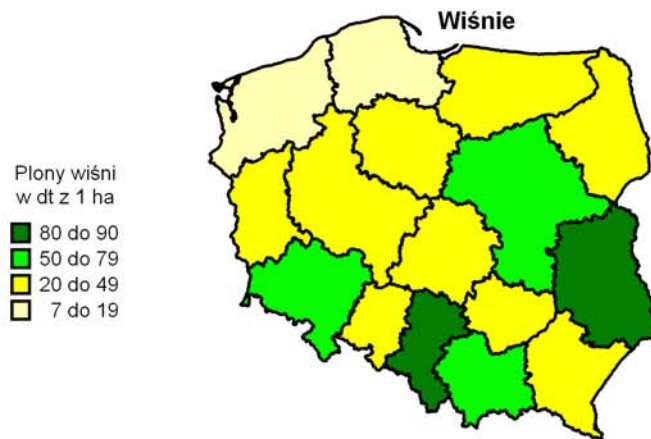 Wiśnie
Plony wiśni
w dt z 1 ha
80 do 90
50 do 79
20 do 49
7 do 19